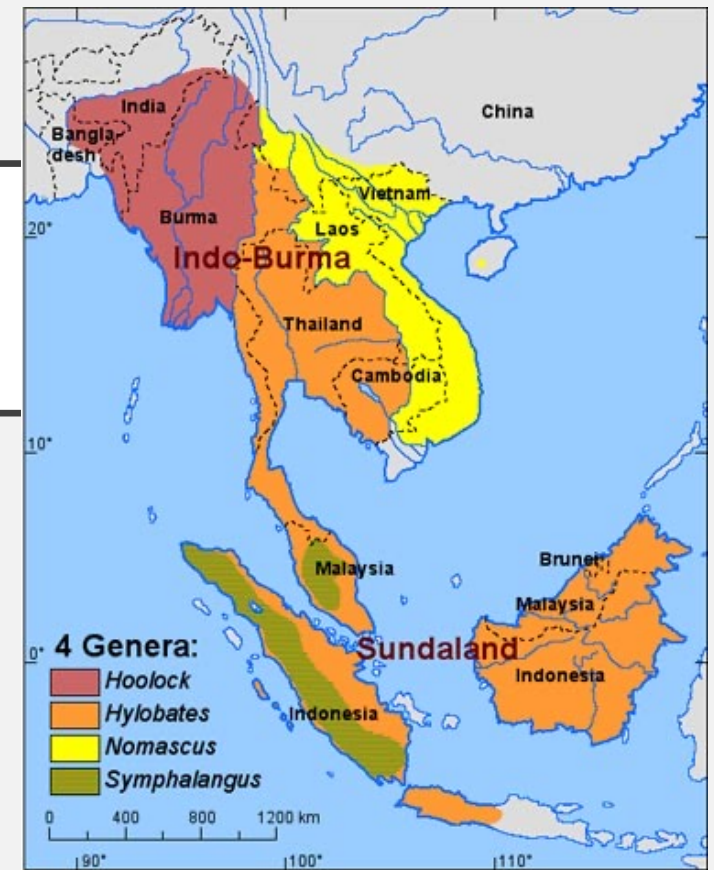 India
China
Bangla-
desh
Vietnam
Burma
Laos
20°
Indo-Burma
Thailand
Cambodia
10°
Brunei
Malaysia
Malaysia
Sundaland
0°
4 Genera:
Hoolock
Hylobates
Nomascus
Symphalangus
Indonesia
Indonesia
0 400 800 1200 km
90° 100° 110°